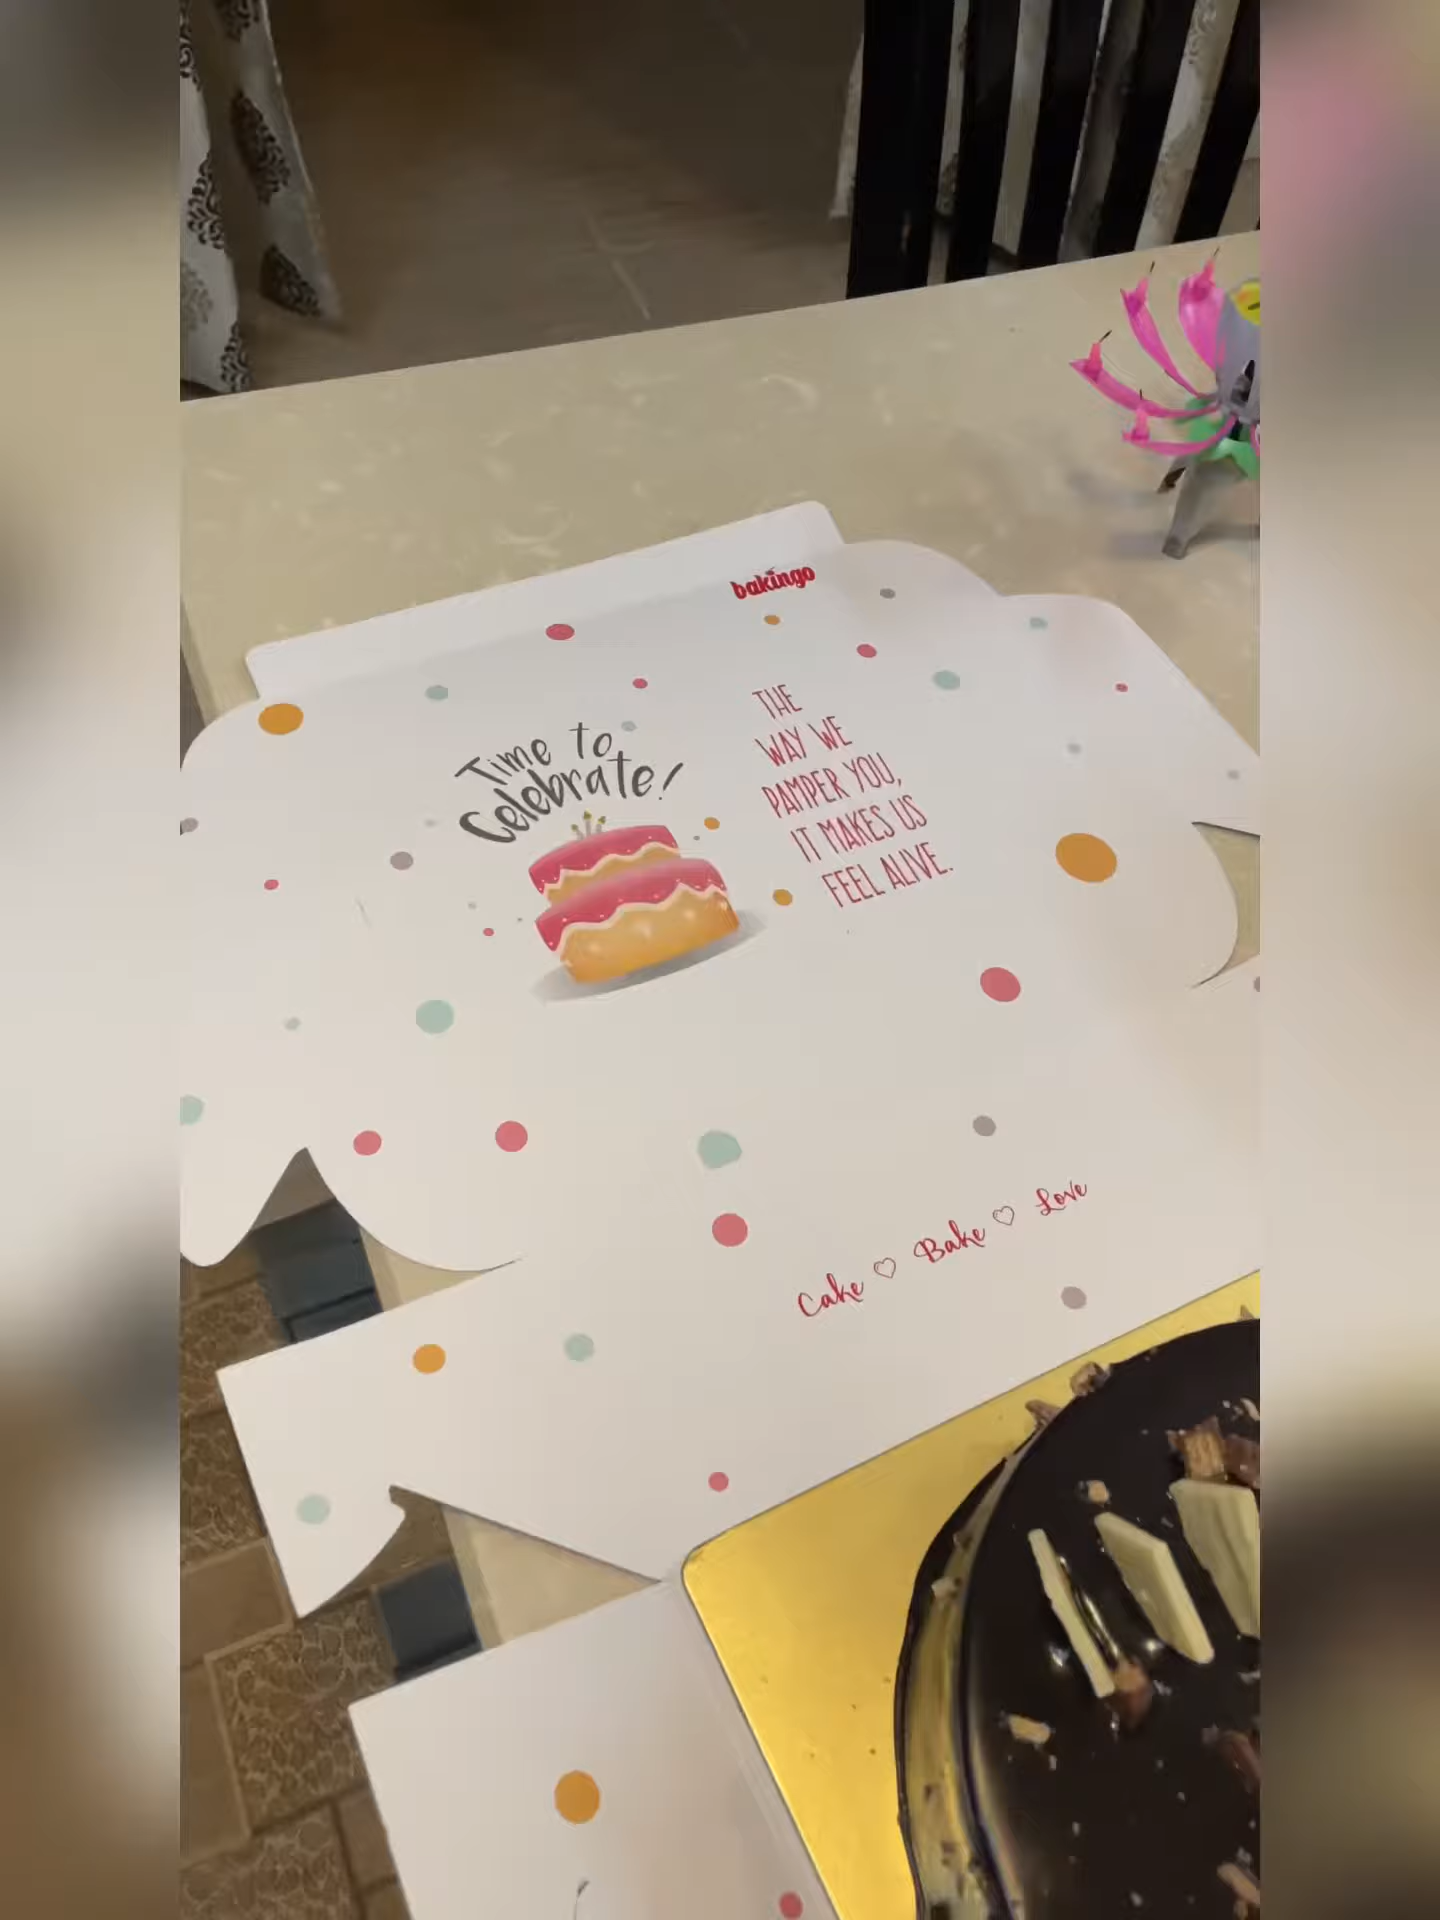 bakingo
Time to
Celebrate!
THE
WAY WE
PAMPER YOU,
IT MAKES US
FEEL ALIVE.
Cake ♡ Bake ♡ Love